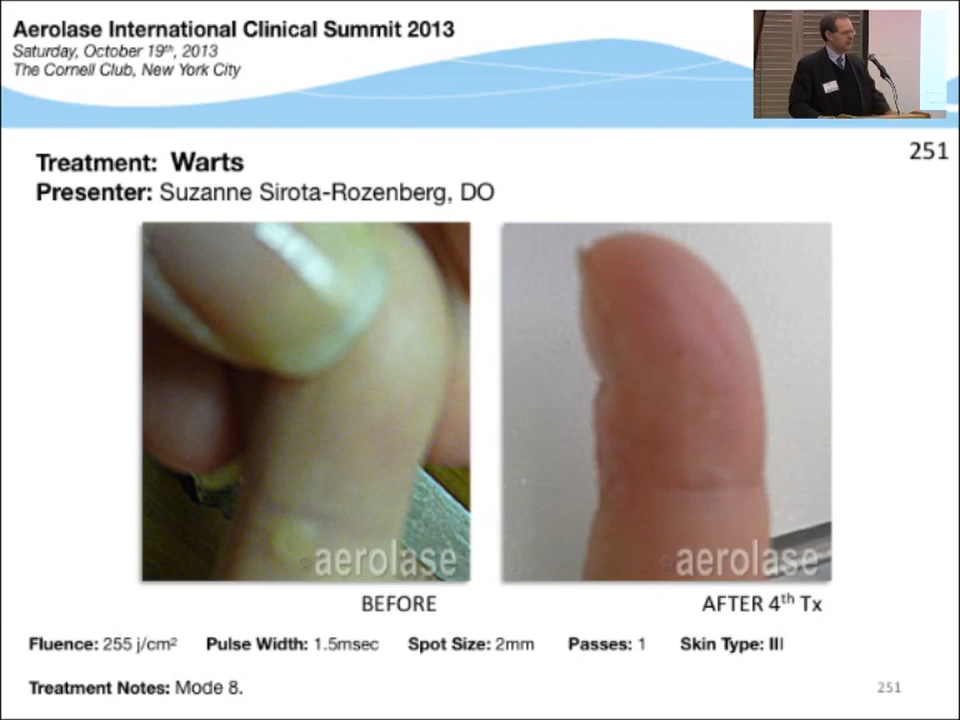 Aerolase International Clinical Summit 2013
Saturday, October 19th, 2013
The Cornell Club, New York City
251
Treatment: Warts
Presenter: Suzanne Sirota-Rozenberg, DO
©aerolase ©aerolase
BEFORE AFTER 4th Tx
Fluence: 255 j/cm² Pulse Width: 1.5msec Spot Size: 2mm Passes: 1 Skin Type: III
Treatment Notes: Mode 8.
251